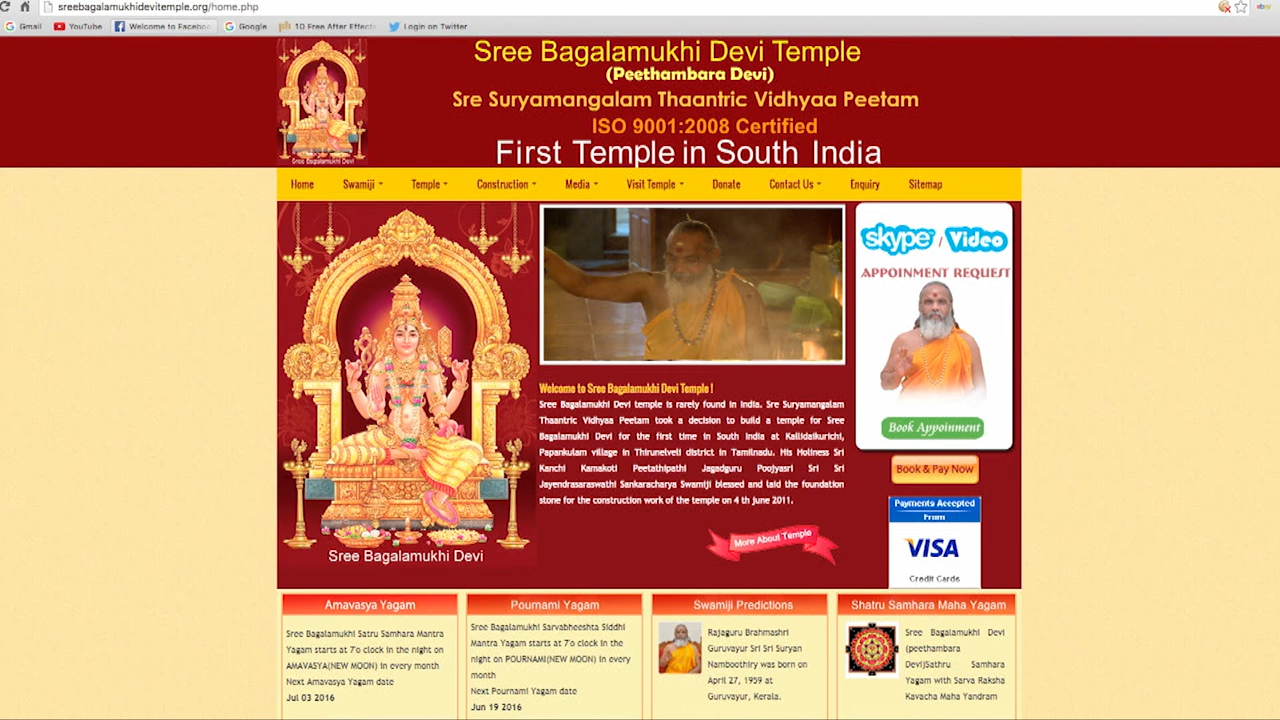 sreebagalamukhidevitemple.org/home.php
Gmail YouTube Welcome to Faceboo Google 10 Free After Effects Login on Twitter
Sree Bagalamukhi Devi Temple
(Peethambara Devi)
Sre Suryamangalam Thaantric Vidhyaa Peetam
ISO 9001:2008 Certified
First Temple in South India
Sree Bagalamukhi Devi
Home Swamiji Temple Construction Media Visit Temple Donate Contact Us Enquiry Sitemap
skype / Video
APPOINMENT REQUEST
Book Appointment
Book & Pay Now
Payments Accepted
From
VISA
Credit Cards
Sree Bagalamukhi Devi
Welcome to Sree Bagalamukhi Devi Temple !
Sree Bagalamukhi Devi temple is rarely found in India. Sre Suryamangalam
Thaantric Vidhyaa Peetam took a decision to build a temple for Sree
Bagalamukhi Devi for the first time in South India at Kallidaikurichi,
Papankulam village in Thirunelveli district in Tamilnadu. His Holiness Sri
Kanchi Kamakoti Peetathipathi Jagadguru Poojyasri Sri Sri
Jayendrasaraswathi Sankaracharya Swamiji blessed and laid the foundation
stone for the construction work of the temple on 4 th june 2011.
More About Temple
Amavasya Yagam
Sree Bagalamukhi Satru Samhara Mantra
Yagam starts at 7'o clock in the night on
AMAVASYA(NEW MOON) in every month
Next Amavasya Yagam date
Jul 03 2016
Pournami Yagam
Sree Bagalamukhi Sarvabheeshta Siddhi
Mantra Yagam starts at 7'o clock in the
night on POURNAMI(NEW MOON) in every
month
Next Pournami Yagam date
Jun 19 2016
Swamiji Predictions
Rajaguru Brahmashri
Guruvayur Sri Sri Suryan
Namboothiry was born on
April 27, 1959 at
Guruvayur, Kerala.
Shatru Samhara Maha Yagam
Sree Bagalamukhi Devi
(peethambara
Devi)Sathru Samhara
Yagam with Sarva Raksha
Kavacha Maha Yandram